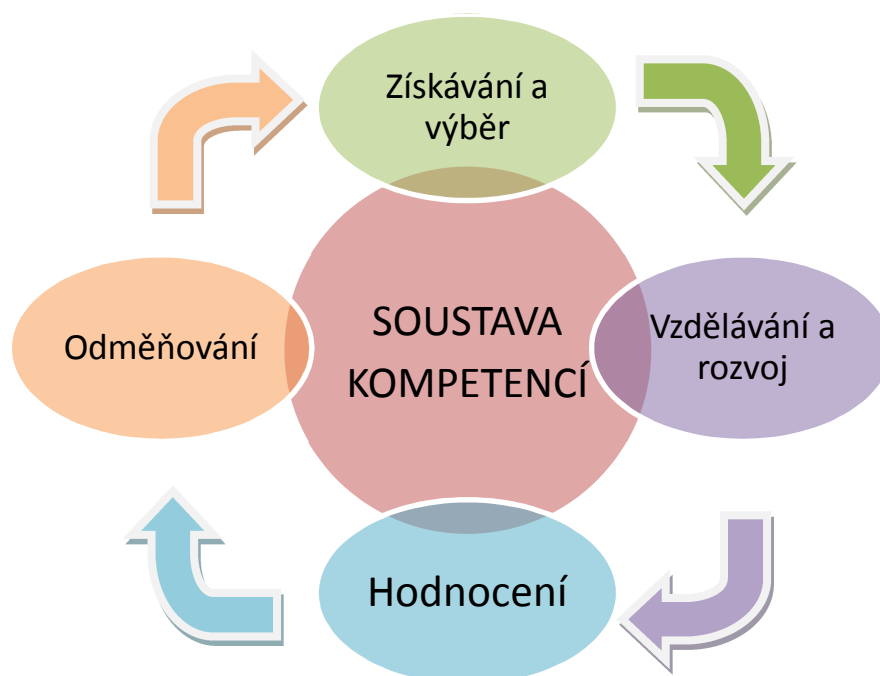 Získávání a
výběr
Odměňování
SOUSTAVA
KOMPETENCÍ
Vzdělávání a
rozvoj
Hodnocení